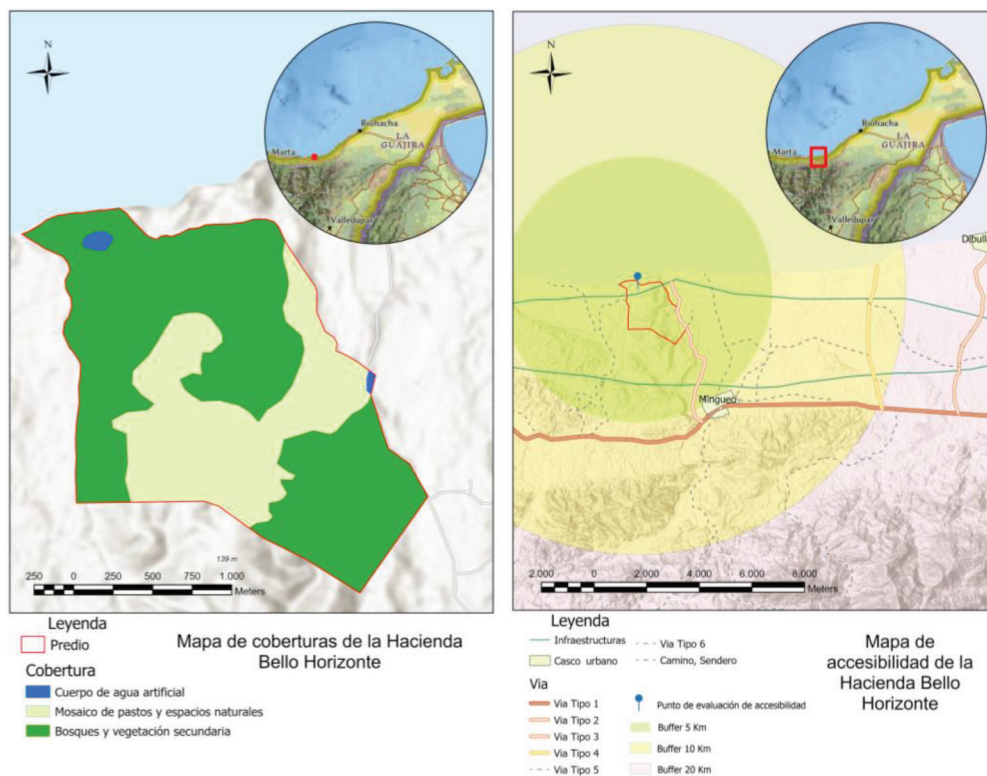 N
Riohacha
LA
GUAJIRA
Marta
Valledupar
139 m
250 0 250 500 750 1.000
Meters
Leyenda
Predio
Mapa de coberturas de la Hacienda
Bello Horizonte
Cobertura
Cuerpo de agua artificial
Mosaico de pastos y espacios naturales
Bosques y vegetación secundaria
N
Riohacha
LA
GUAJIRA
Marta
Valledupar
Dibulla
Mingueo
2.000 0 2.000 4.000 6.000 8.000
Meters
Leyenda
Infraestructuras
Casco urbano
Via Tipo 6
Camino, Sendero
Via
Via Tipo 1
Via Tipo 2
Via Tipo 3
Via Tipo 4
Via Tipo 5
Punto de evaluación de accesibilidad
Buffer 5 Km
Buffer 10 Km
Buffer 20 Km
Mapa de
accesibilidad de la
Hacienda Bello
Horizonte